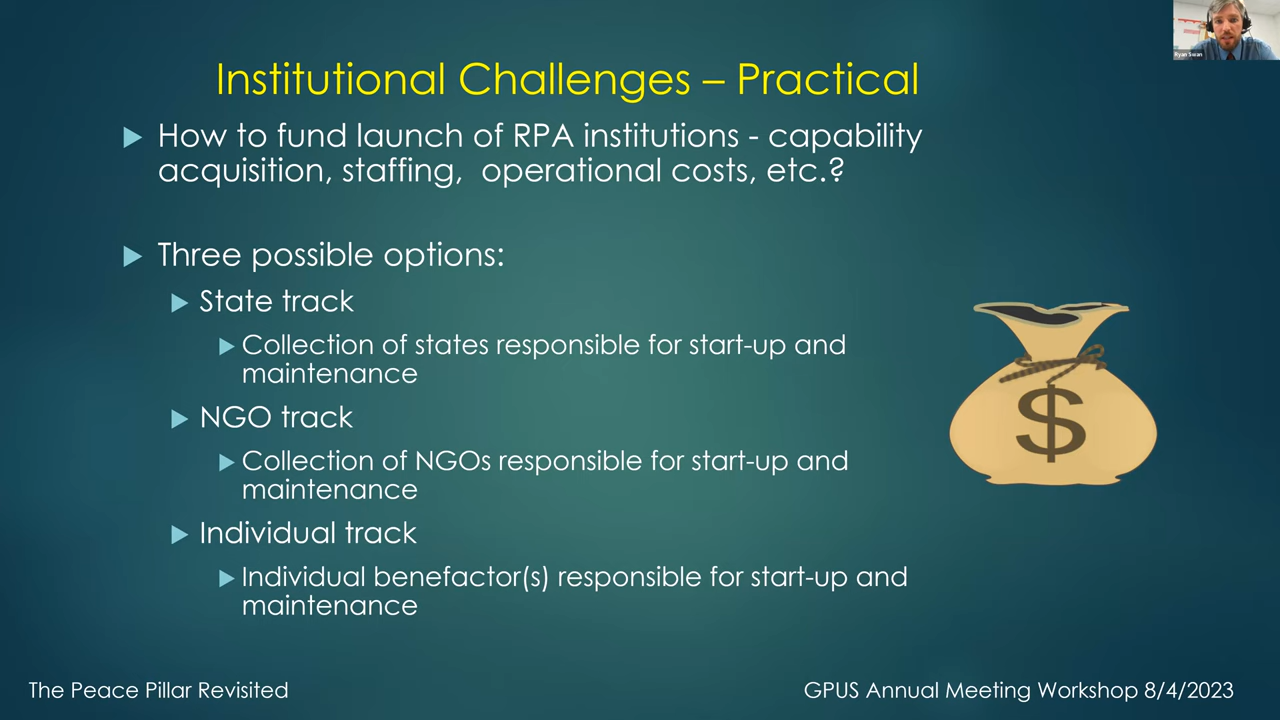 Institutional Challenges – Practical
How to fund launch of RPA institutions - capability
acquisition, staffing, operational costs, etc.?
Three possible options:
State track
Collection of states responsible for start-up and
maintenance
NGO track
Collection of NGOs responsible for start-up and
maintenance
Individual track
Individual benefactor(s) responsible for start-up and
maintenance
$
The Peace Pillar Revisited
GPUS Annual Meeting Workshop 8/4/2023
Ryan Swan